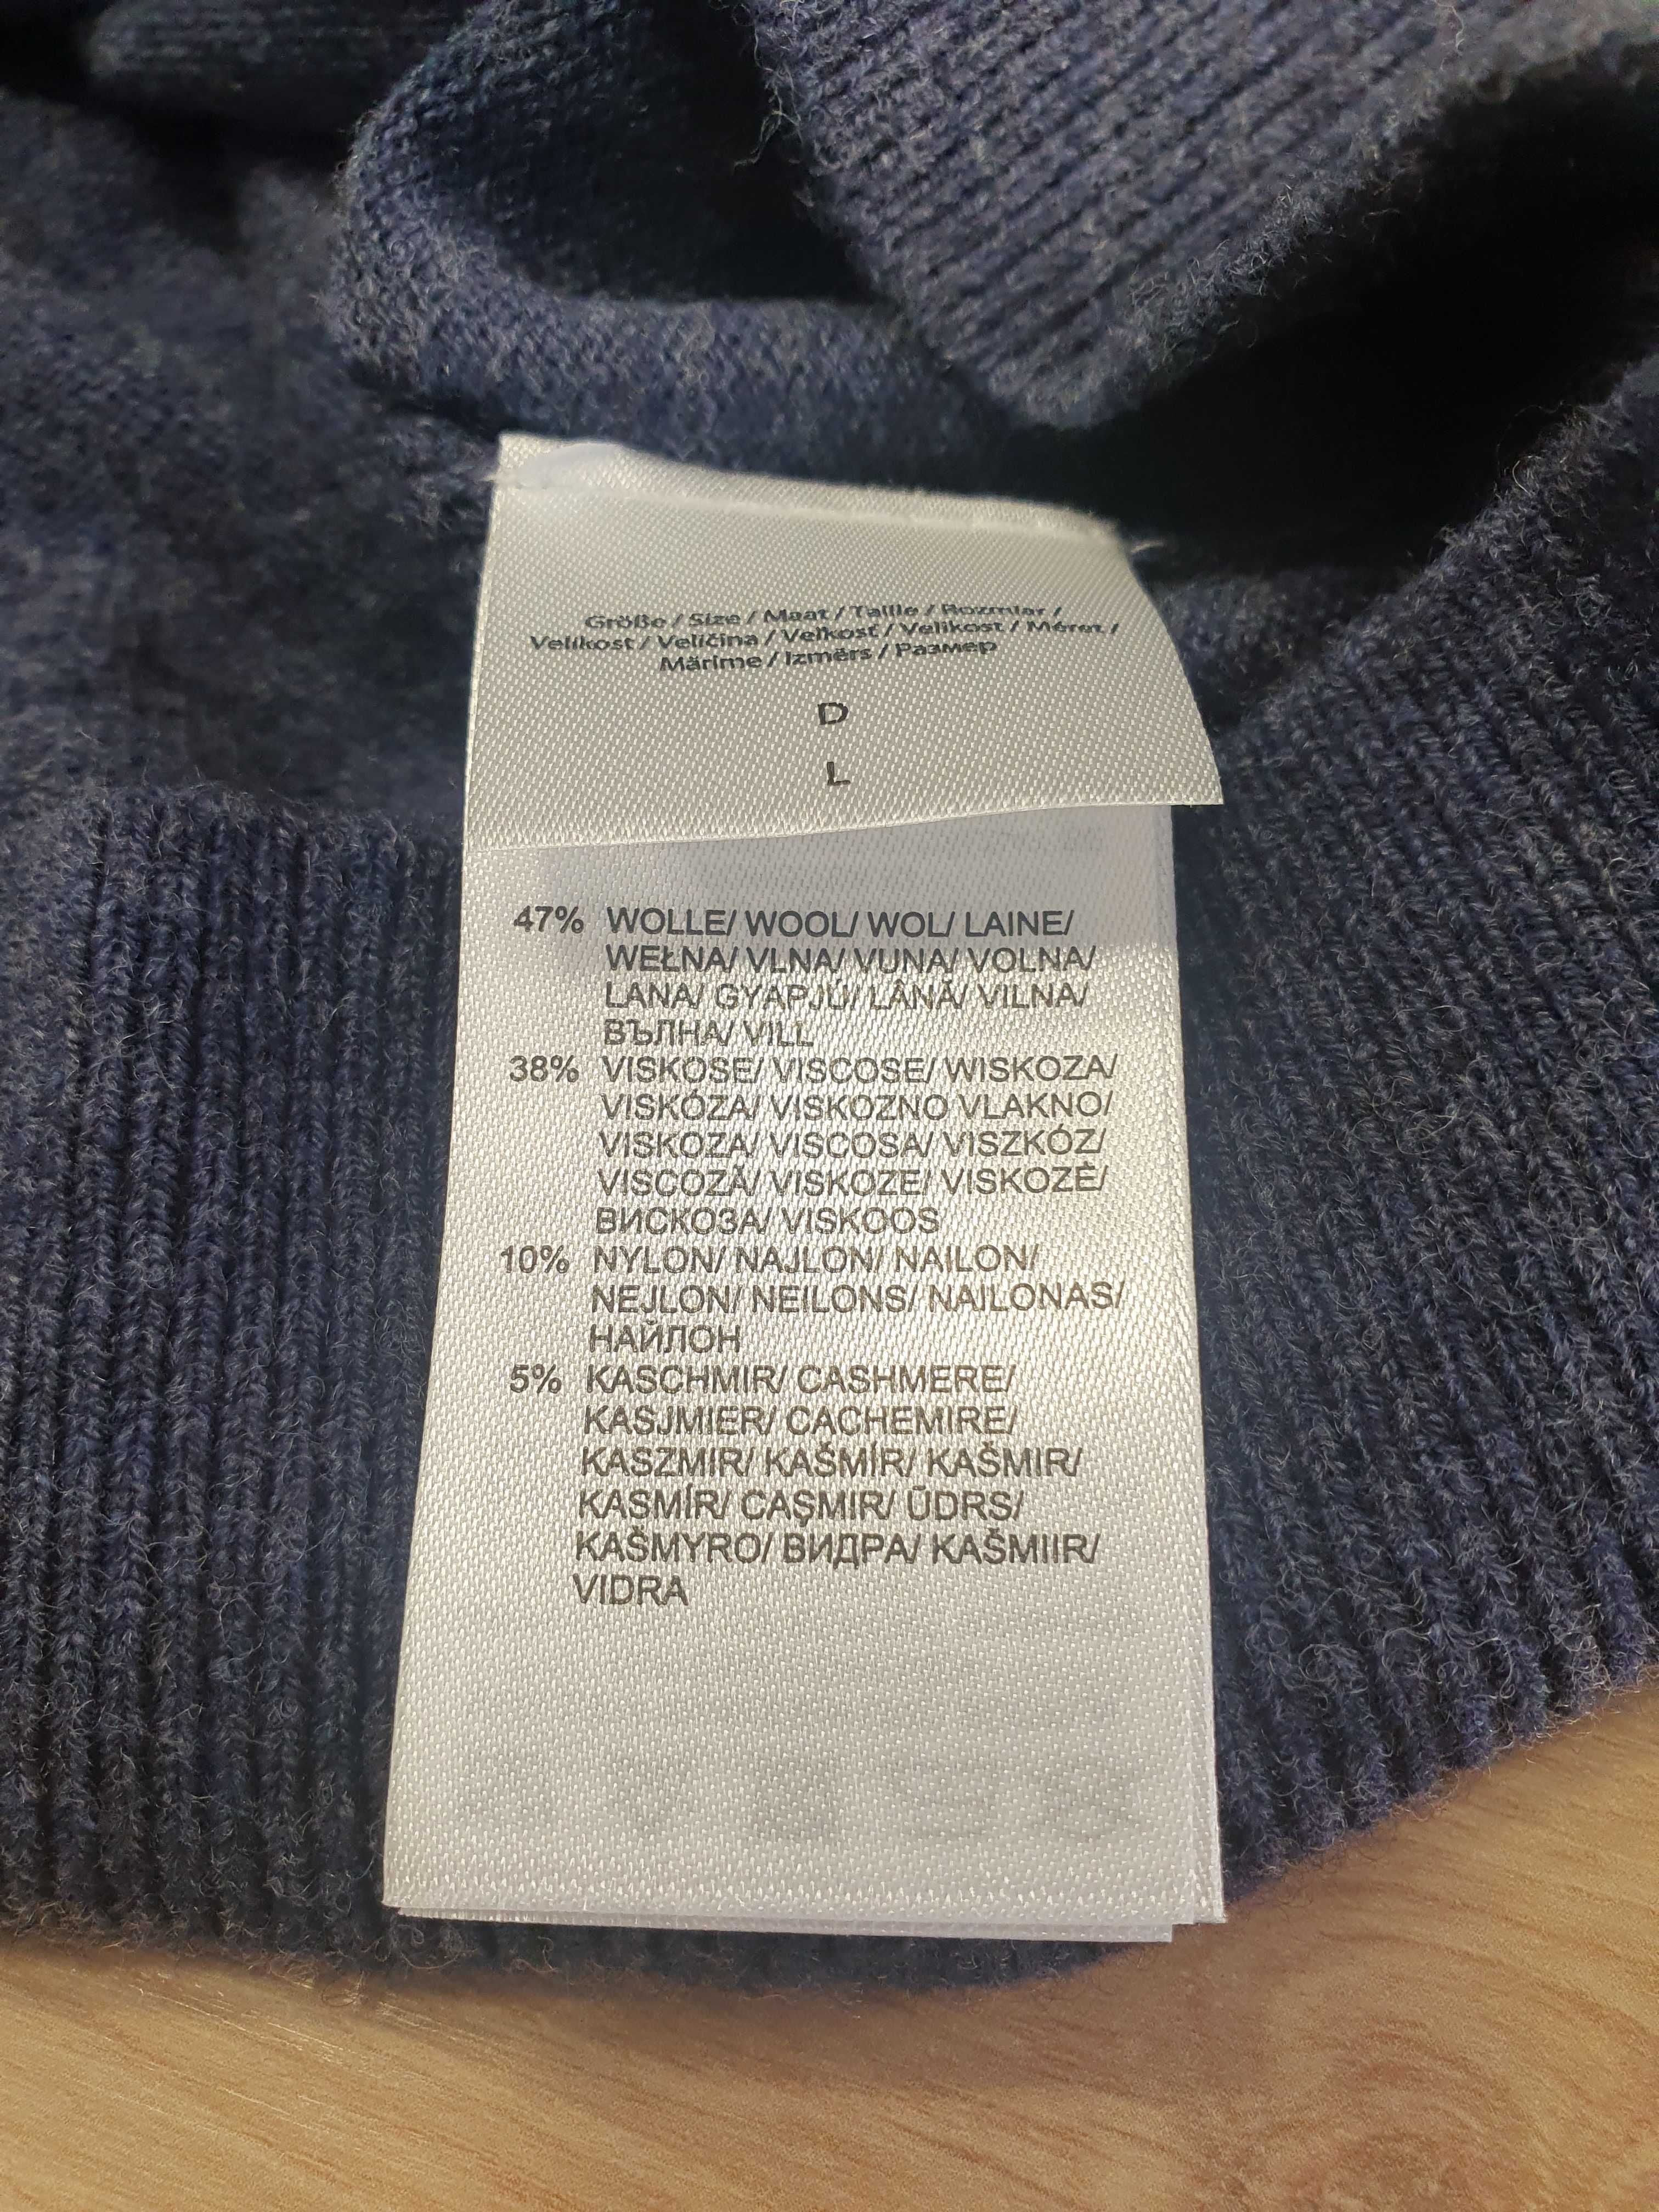 Größe / Size / Maat / Taille / Rozmiar /
Velikost / Veličina / Veľkosť / Velikost / Méret /
Mărime / Izmērs / Размер
D
L
47% WOLLE/ WOOL/ WOL/ LAINE/
WEŁNA/ VLNA/ VUNA/ VOLNA/
LANA/ GYAPJÚ/ LÂNĂ/ VILNA/
ВЪЛНА/ VILL
38% VISKOSE/ VISCOSE/ WISKOZA/
VISKÓZA/ VISKOZNO VLAKNO/
VISKOZA/ VISCOSA/ VISZKÓZ/
VISCOZĂ/ VISKOZE/ VISKOZĖ/
ВИСКОЗА/ VISKOOS
10% NYLON/ NAJLON/ NAILON/
NEJLON/ NEILONS/ NAILONAS/
НАЙЛОН
5% KASCHMIR/ CASHMERE/
KASJMIER/ CACHEMIRE/
KASZMIR/ KAŠMÍR/ KAŠMIR/
KASMÍR/ CAȘMIR/ ŪDRS/
KAŠMYRO/ ВИДРА/ KAŠMIIR/
VIDRA